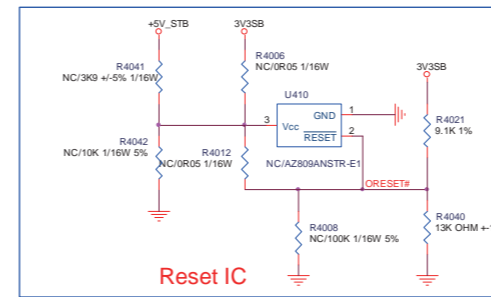 +5V_STB
3V3SB
R4041
NC/3K9 +/-5% 1/16W
R4006
NC/0R05 1/16W
3V3SB
U410
3
Vcc
GND
1
RESET
2
R4021
9.1K 1%
R4042
NC/10K 1/16W 5%
R4012
NC/0R05 1/16W
NC/AZ809ANSTR-E1
ORESET#
R4008
NC/100K 1/16W 5%
R4040
13K OHM +-1
Reset IC